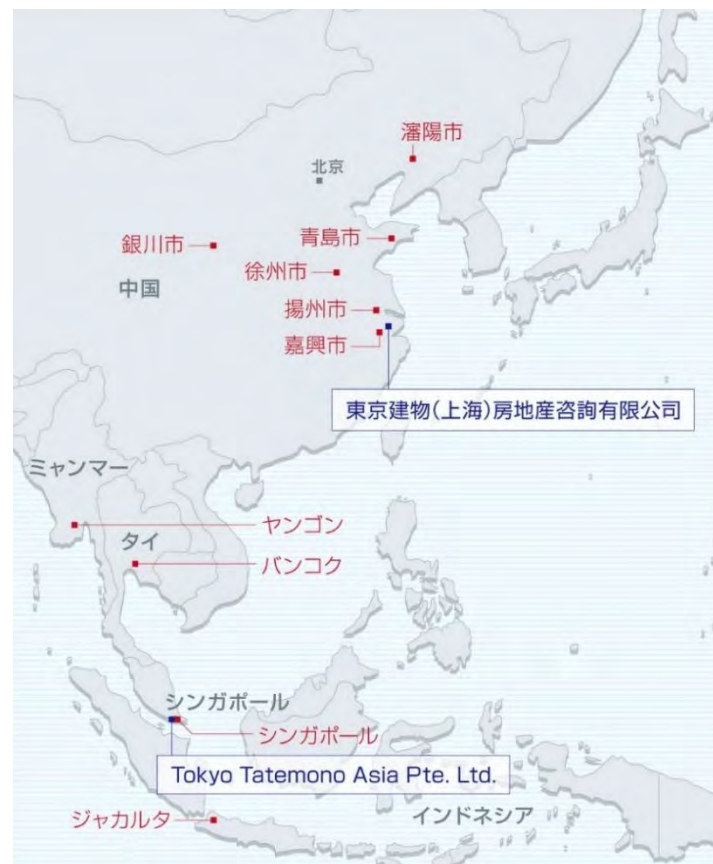 瀋陽市
北京
銀川市
青島市
徐州市
中国
揚州市
嘉興市
東京建物(上海)房地産咨詢有限公司
ミャンマー
ヤンゴン
タイ
バンコク
シンガポール
シンガポール
Tokyo Tatemono Asia Pte. Ltd.
ジャカルタ
インドネシア